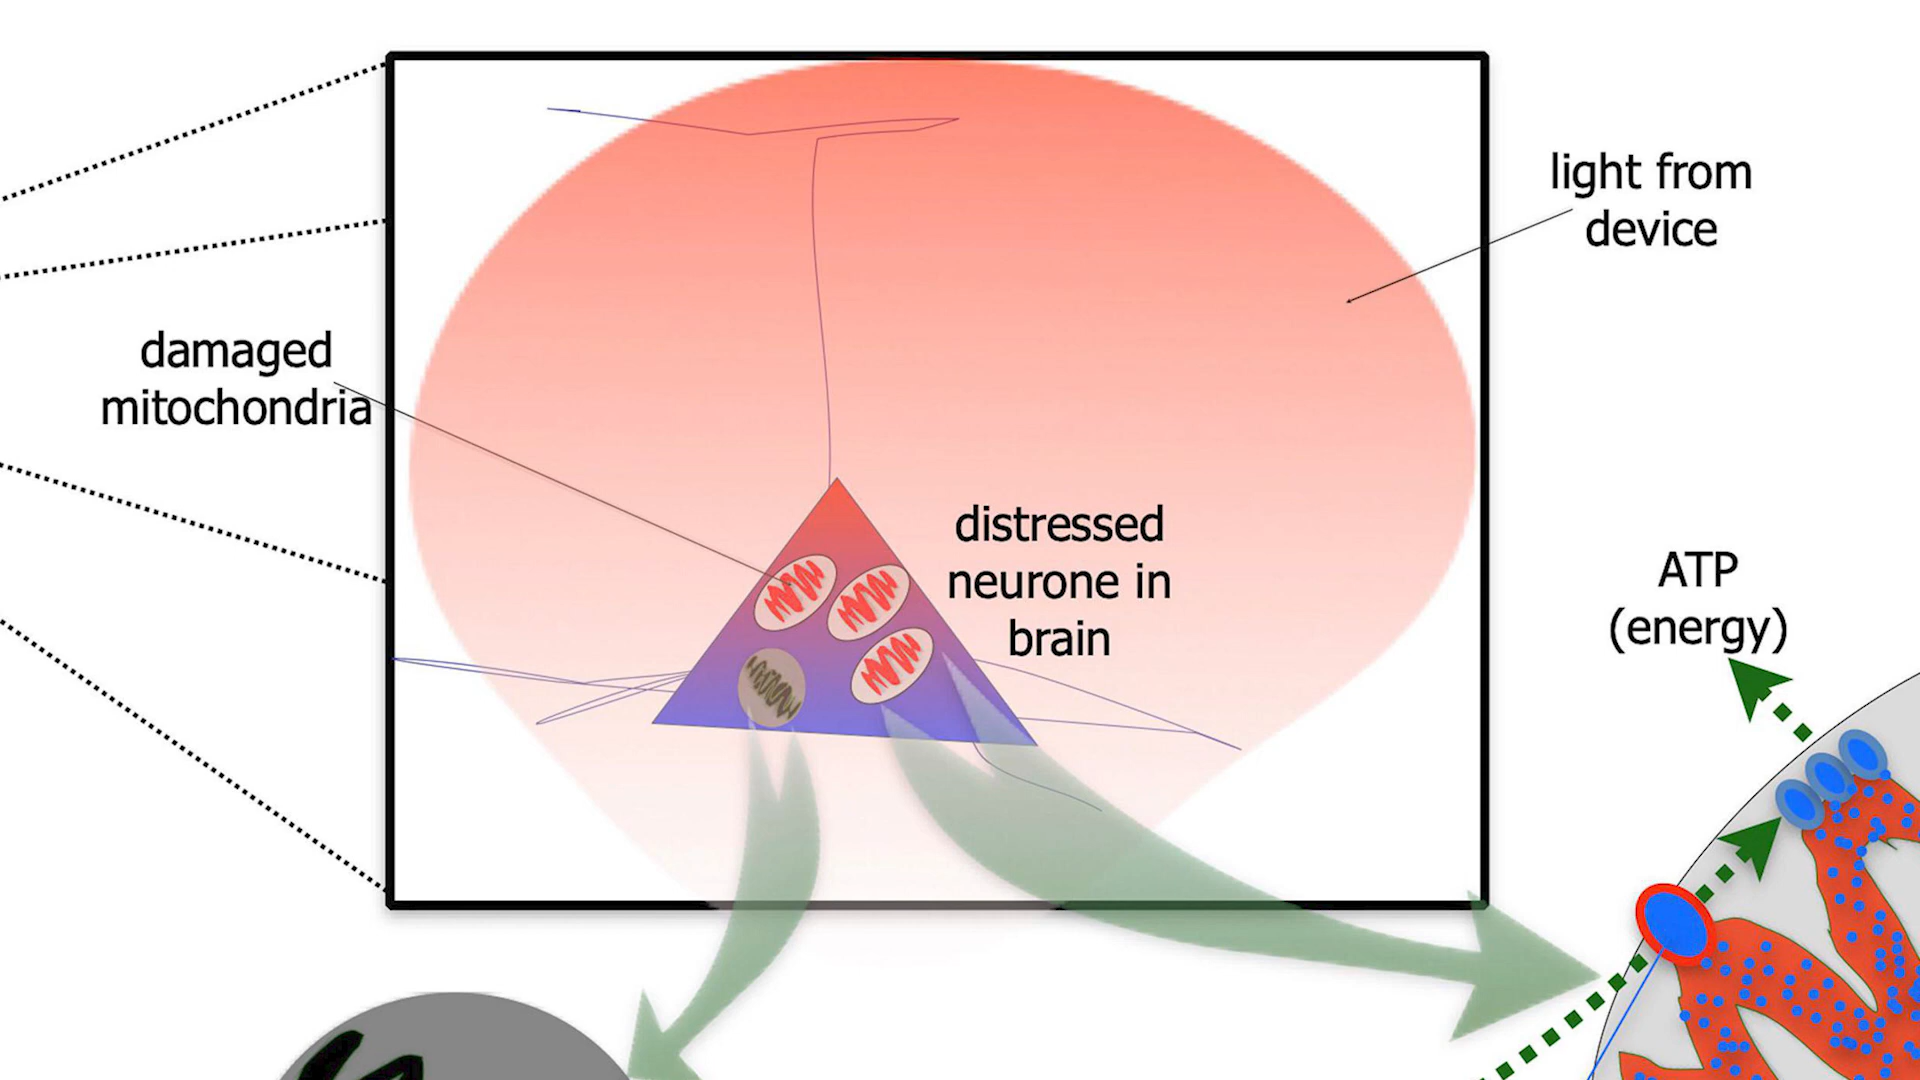 light from
device
damaged
mitochondria
distressed
neurone in
brain
ATP
(energy)